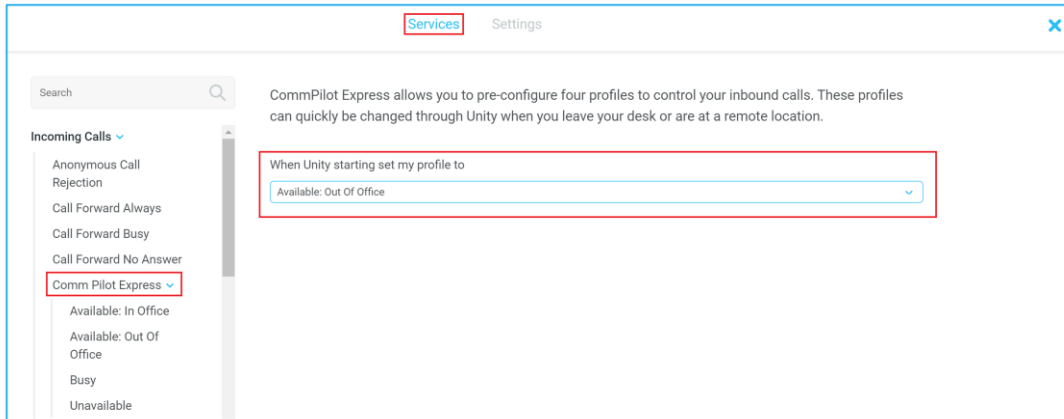 Services Settings
Search
Incoming Calls
Anonymous Call
Rejection
Call Forward Always
Call Forward Busy
Call Forward No Answer
Comm Pilot Express
Available: In Office
Available: Out Of
Office
Busy
Unavailable
CommPilot Express allows you to pre-configure four profiles to control your inbound calls. These profiles
can quickly be changed through Unity when you leave your desk or are at a remote location.
When Unity starting set my profile to
Available: Out Of Office